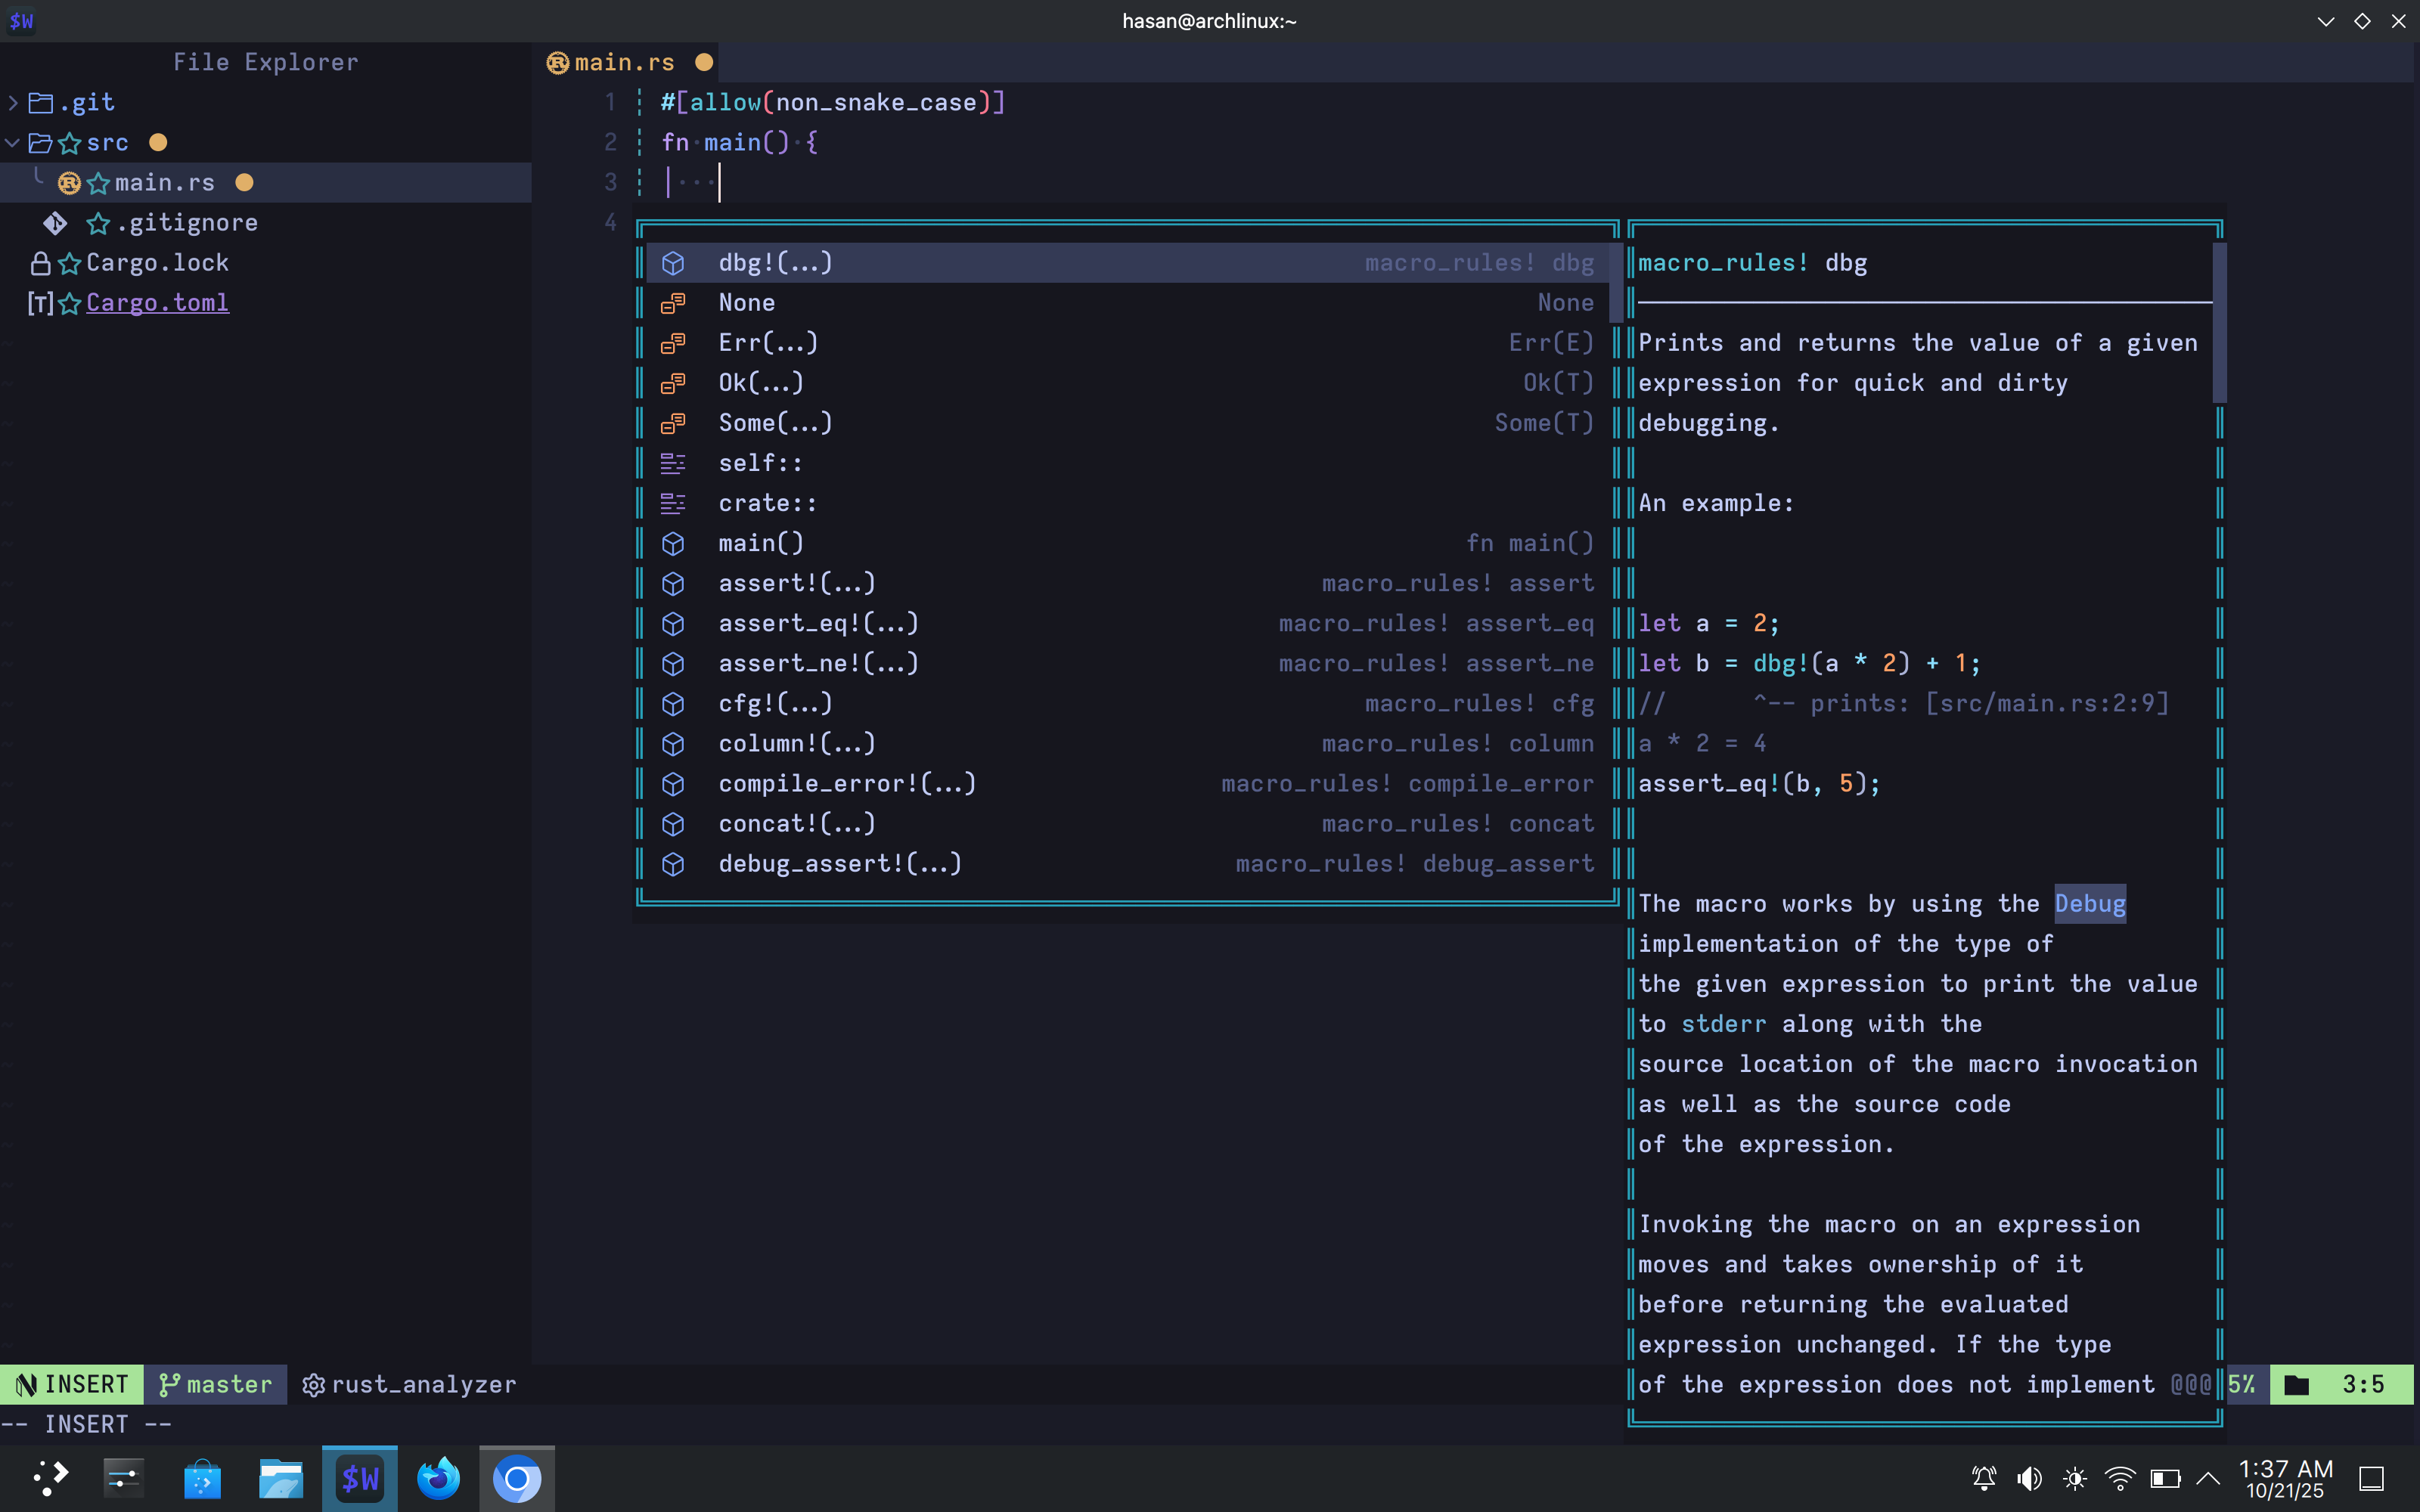 $W
hasan@archlinux:~
File Explorer
.git
src
main.rs
.gitignore
Cargo.lock
[T] Cargo.toml
main.rs
1 #[allow(non_snake_case)]
2 fn main() {
3
4
dbg!(...) macro_rules! dbg
None None
Err(...) Err(E)
Ok(...) Ok(T)
Some(...) Some(T)
self::
crate::
main() fn main()
assert!(...) macro_rules! assert
assert_eq!(...) macro_rules! assert_eq
assert_ne!(...) macro_rules! assert_ne
cfg!(...) macro_rules! cfg
column!(...) macro_rules! column
compile_error!(...) macro_rules! compile_error
concat!(...) macro_rules! concat
debug_assert!(...) macro_rules! debug_assert
macro_rules! dbg
Prints and returns the value of a given
expression for quick and dirty
debugging.
An example:
let a = 2;
let b = dbg!(a * 2) + 1;
//      ^-- prints: [src/main.rs:2:9]
a * 2 = 4
assert_eq!(b, 5);
The macro works by using the Debug
implementation of the type of
the given expression to print the value
to stderr along with the
source location of the macro invocation
as well as the source code
of the expression.
Invoking the macro on an expression
moves and takes ownership of it
before returning the evaluated
expression unchanged. If the type
of the expression does not implement @@@
INSERT master rust_analyzer 5% 3:5
-- INSERT --
$W
1:37 AM
10/21/25